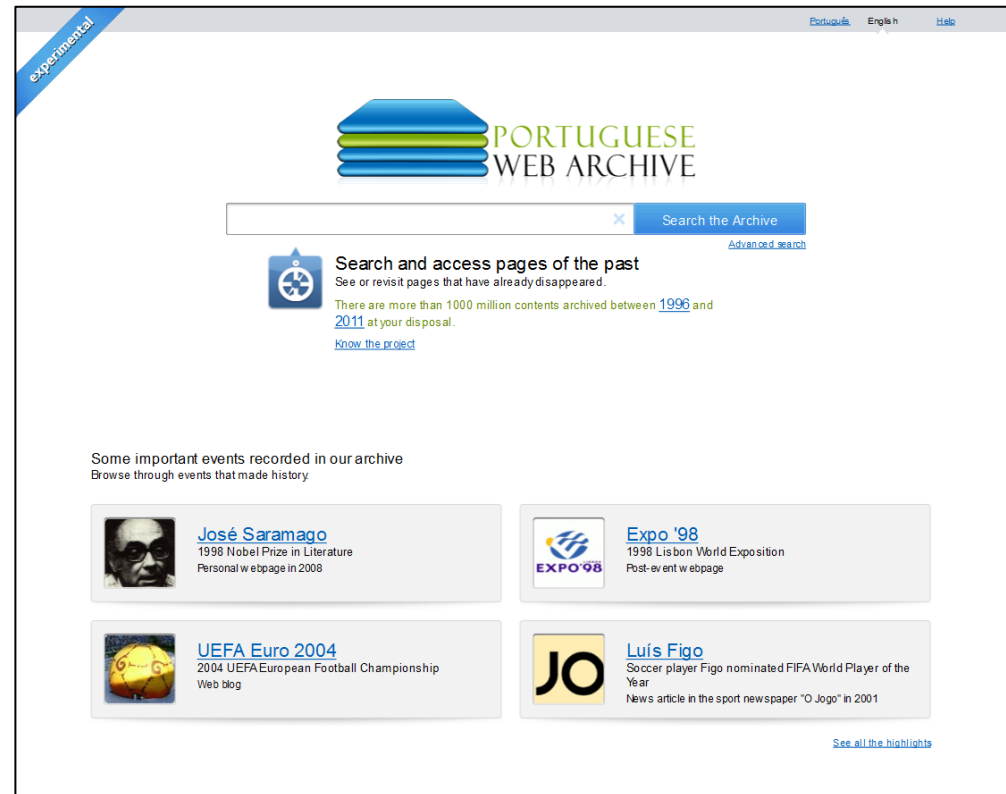 experimental
Português English Help
PORTUGUESE
WEB ARCHIVE
Search the Archive
Advanced search
Search and access pages of the past
See or revisit pages that have already disappeared.
There are more than 1000 million contents archived between 1996 and
2011 at your disposal.
Know the project
Some important events recorded in our archive
Browse through events that made history.
José Saramago
1998 Nobel Prize in Literature
Personal webpage in 2008
EXPO'98
Expo '98
1998 Lisbon World Exposition
Post-event webpage
UEFA Euro 2004
2004 UEFA European Football Championship
Web blog
JO
Luís Figo
Soccer player Figo nominated FIFA World Player of the
Year
News article in the sport newspaper "O Jogo" in 2001
See all the highlights